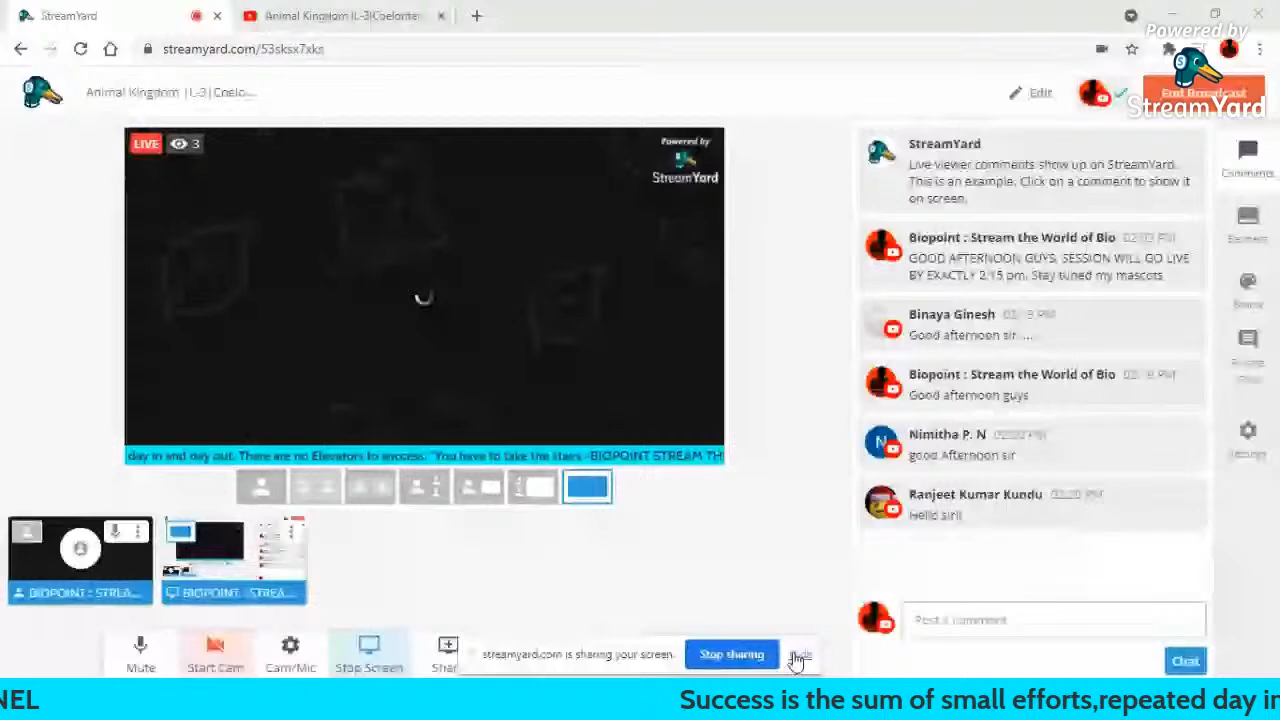 StreamYard
Animal Kingdom |L-3|Coelonter
streamyard.com/53sksx7xks
Powered by
StreamYard
Animal Kingdom |L-3|Coelo...
Edit
End Broadcast
LIVE
3
Powered by
StreamYard
day in and day out. There are no Elevators to success. "You have to take the stairs -BIOPOINT STREAM TH
StreamYard
Live viewer comments show up on StreamYard.
This is an example. Click on a comment to show it
on screen.
Biopoint : Stream the World of Bio
GOOD AFTERNOON GUYS, SESSION WILL GO LIVE
BY EXACTLY 2.15 pm. Stay tuned my mascots
Binaya Ginesh
Good afternoon sir ....
Biopoint : Stream the World of Bio
Good afternoon guys
Nimitha P. N
good Afternoon sir
Ranjeet Kumar Kundu
Hello sir!!
Post a comment
Chat
Comments
Settings
BIOPOINT : STREA...
BIOPOINT : STREA...
Mute
Start Cam
Cam/Mic
Stop Screen
Shar
streamyard.com is sharing your screen.
Stop sharing
Hide
NEL
Success is the sum of small efforts,repeated day in